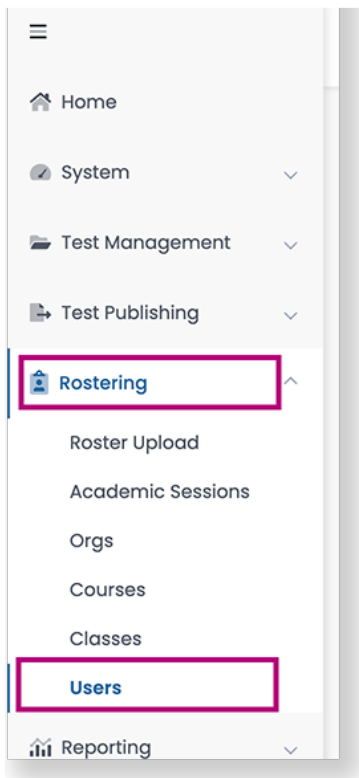 Home
System
Test Management
Test Publishing
Rostering
Roster Upload
Academic Sessions
Orgs
Courses
Classes
Users
Reporting